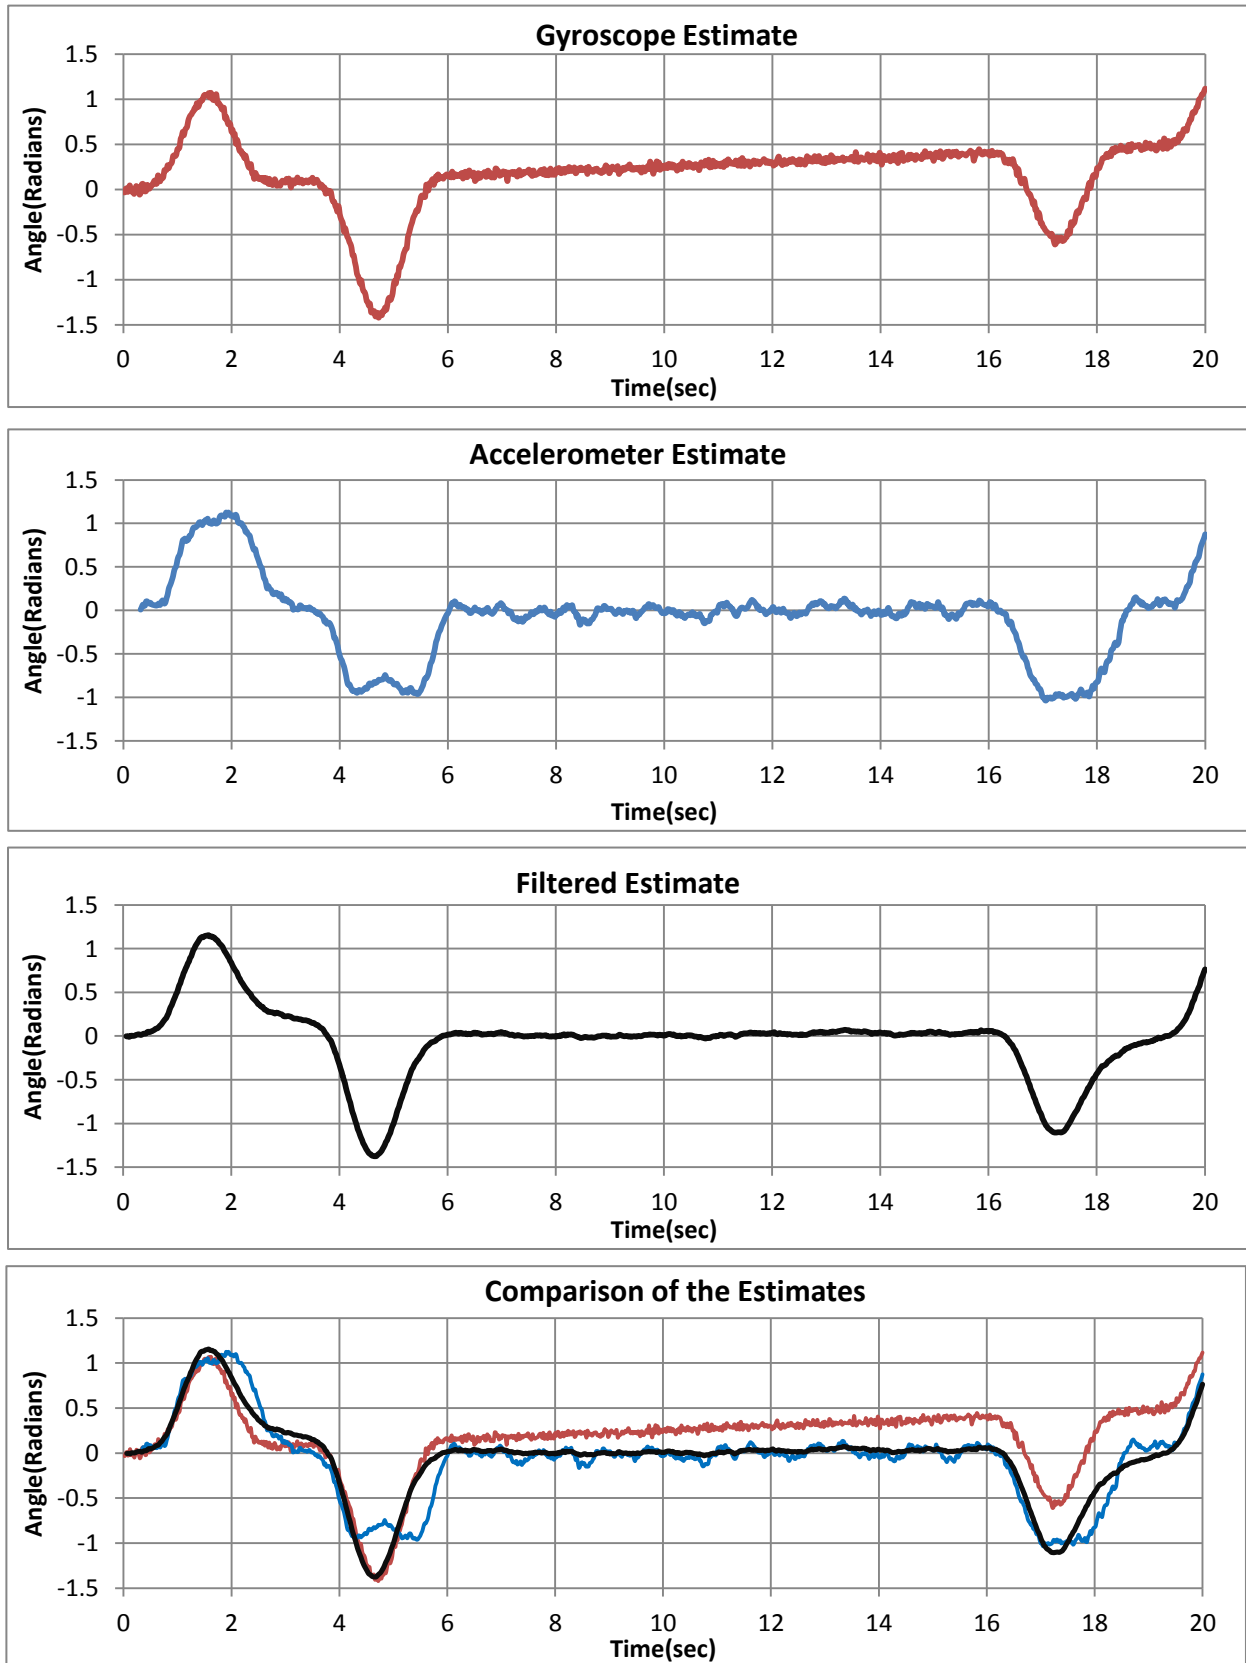 Gyroscope Estimate
1.5
1
0.5
0
-0.5
-1
-1.5
Angle(Radians)
0 2 4 6 8 10 12 14 16 18 20
Time(sec)
Accelerometer Estimate
1.5
1
0.5
0
-0.5
-1
-1.5
Angle(Radians)
0 2 4 6 8 10 12 14 16 18 20
Time(sec)
Filtered Estimate
1.5
1
0.5
0
-0.5
-1
-1.5
Angle(Radians)
0 2 4 6 8 10 12 14 16 18 20
Time(sec)
Comparison of the Estimates
1.5
1
0.5
0
-0.5
-1
-1.5
Angle(Radians)
0 2 4 6 8 10 12 14 16 18 20
Time(sec)